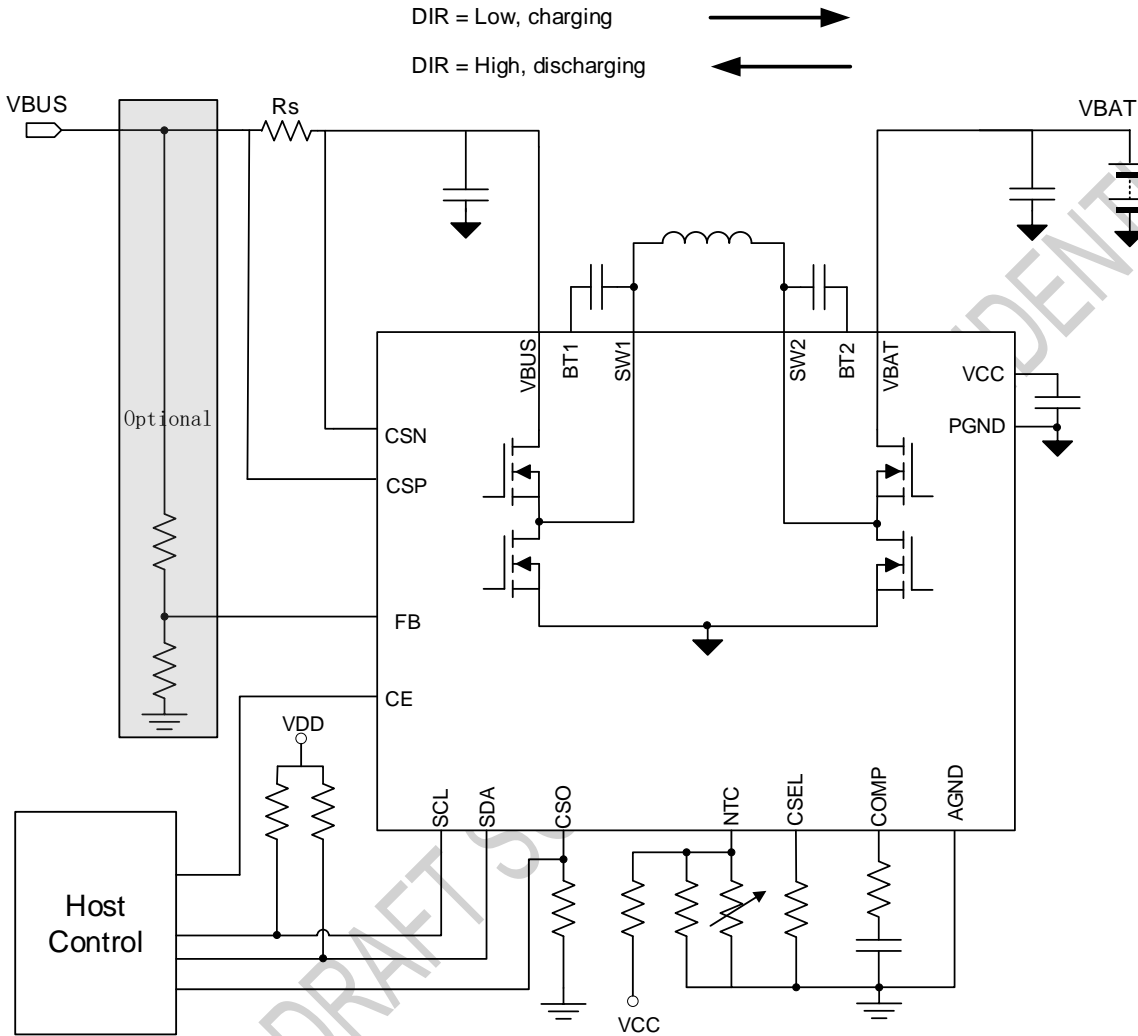 DIR = Low, charging
DIR = High, discharging
VBUS
Rs
VBAT
VBUS
BT1
SW1
SW2
BT2
VBAT
VCC
PGND
Optional
CSN
CSP
FB
CE
VDD
SCL
SDA
CSO
NTC
CSEL
COMP
AGND
Host
Control
VCC
DRAFT